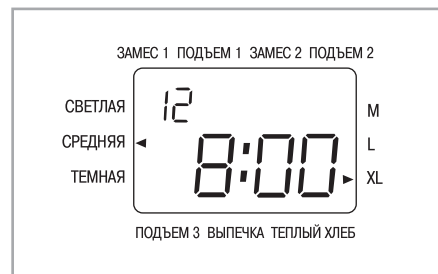 ЗАМЕС 1 ПОДЪЕМ 1 ЗАМЕС 2 ПОДЪЕМ 2
СВЕТЛАЯ 12 M
СРЕДНЯЯ ◄ L
ТЕМНАЯ 8:00 ► XL
ПОДЪЕМ 3 ВЫПЕЧКА ТЕПЛЫЙ ХЛЕБ